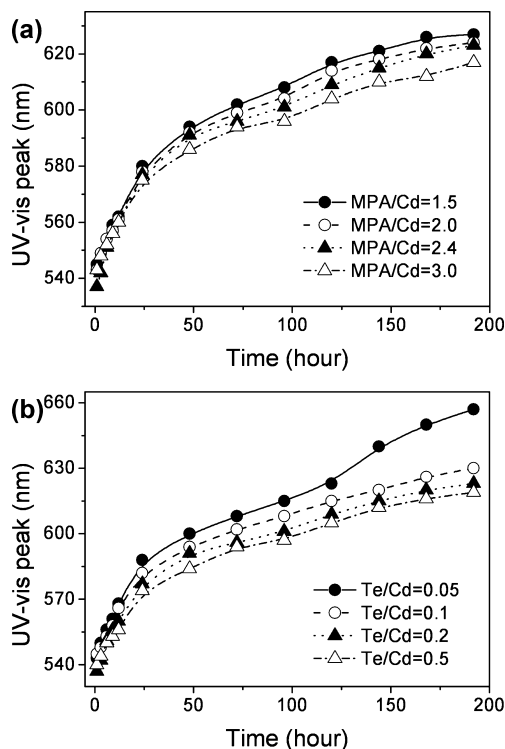 (a)
UV-vis peak (nm)
620
600
580
560
540
MPA/Cd=1.5
MPA/Cd=2.0
MPA/Cd=2.4
MPA/Cd=3.0
0
50
100
150
200
Time (hour)
(b)
UV-vis peak (nm)
660
630
600
570
540
Te/Cd=0.05
Te/Cd=0.1
Te/Cd=0.2
Te/Cd=0.5
0
50
100
150
200
Time (hour)